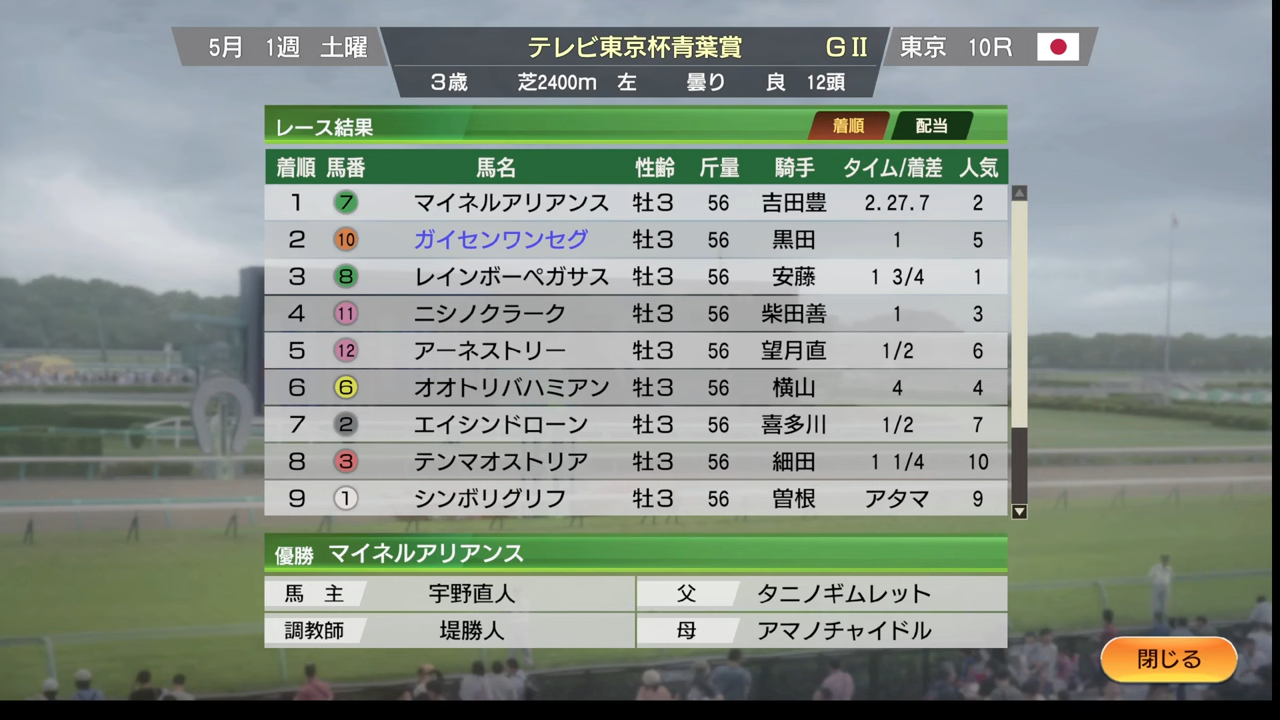 5月 1週 土曜 テレビ東京杯青葉賞 GⅡ 東京 10R
3歳 芝2400m 左 曇り 良 12頭
レース結果 着順 配当
着順 馬番 馬名 性齢 斤量 騎手 タイム/着差 人気
1 7 マイネルアリアンス 牡3 56 吉田豊 2.27.7 2
2 10 ガイセンワンセグ 牡3 56 黒田 1 5
3 8 レインボーペガサス 牡3 56 安藤 1 3/4 1
4 11 ニシノクラーク 牡3 56 柴田善 1 3
5 12 アーネストリー 牡3 56 望月直 1/2 6
6 6 オオトリバハミアン 牡3 56 横山 4 4
7 2 エイシンドローン 牡3 56 喜多川 1/2 7
8 3 テンマオストリア 牡3 56 細田 1 1/4 10
9 1 シンボリグリフ 牡3 56 曽根 アタマ 9
優勝 マイネルアリアンス
馬主 宇野直人 父 タニノギムレット
調教師 堤勝人 母 アマノチャイドル
閉じる